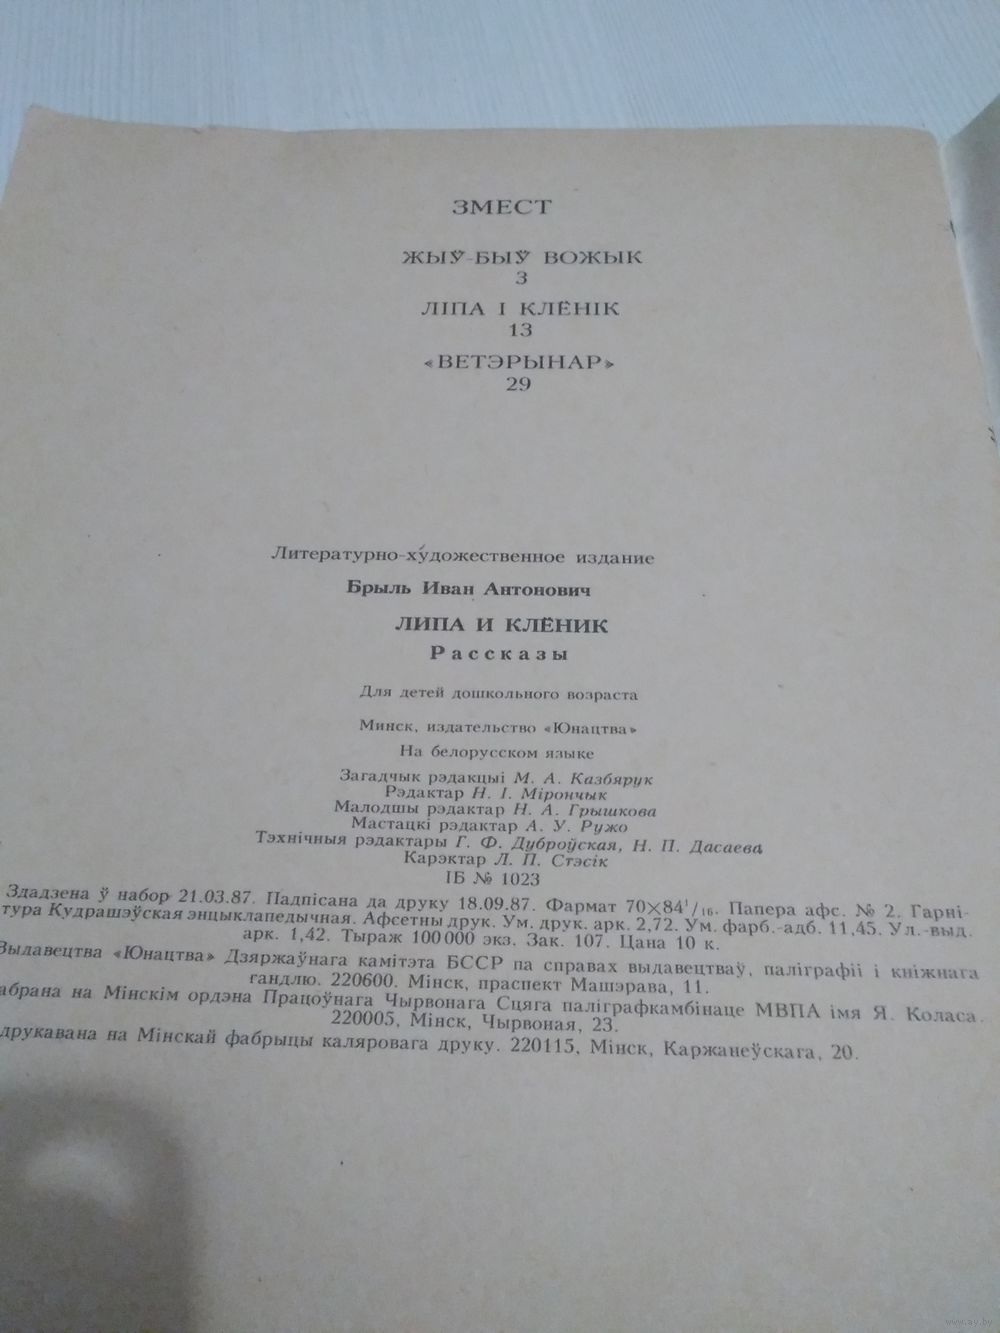 ЗМЕСТ
ЖЫЎ-БЫЎ ВОЖЫК
3
ЛІПА І КЛЁНІК
13
«ВЕТЭРЫНАР»
29
Литературно-художественное издание
Брыль Иван Антонович
ЛИПА И КЛЁНИК
Рассказы
Для детей дошкольного возраста
Минск, издательство «Юнацтва»
На белорусском языке
Загадчык рэдакцыі М. А. Казбярук
Рэдактар Н. І. Мірончык
Малодшы рэдактар Н. А. Грышкова
Мастацкі рэдактар А. У. Ружо
Тэхнічныя рэдактары Г. Ф. Дуброўская, Н. П. Дасаева
Карэктар Л. П. Стэсік
ІБ № 1023
Здадзена ў набор 21.03.87. Падпісана да друку 18.09.87. Фармат 70×84¹/₁₆. Папера афс. № 2. Гарні-
тура Кудрашэўская энцыклапедычная. Афсетны друк. Ум. друк. арк. 2,72. Ум. фарб.-адб. 11,45. Ул.-выд.
арк. 1,42. Тыраж 100 000 экз. Зак. 107. Цана 10 к.
Выдавецтва «Юнацтва» Дзяржаўнага камітэта БССР па справах выдавецтваў, паліграфіі і кніжнага
гандлю. 220600. Мінск, праспект Машэрава, 11.
абрана на Мінскім ордэна Працоўнага Чырвонага Сцяга паліграфкамбінаце МВПА імя Я. Коласа.
220005, Мінск, Чырвоная, 23.
друкавана на Мінскай фабрыцы каляровага друку. 220115, Мінск, Каржанеўскага, 20.
www.ay.by